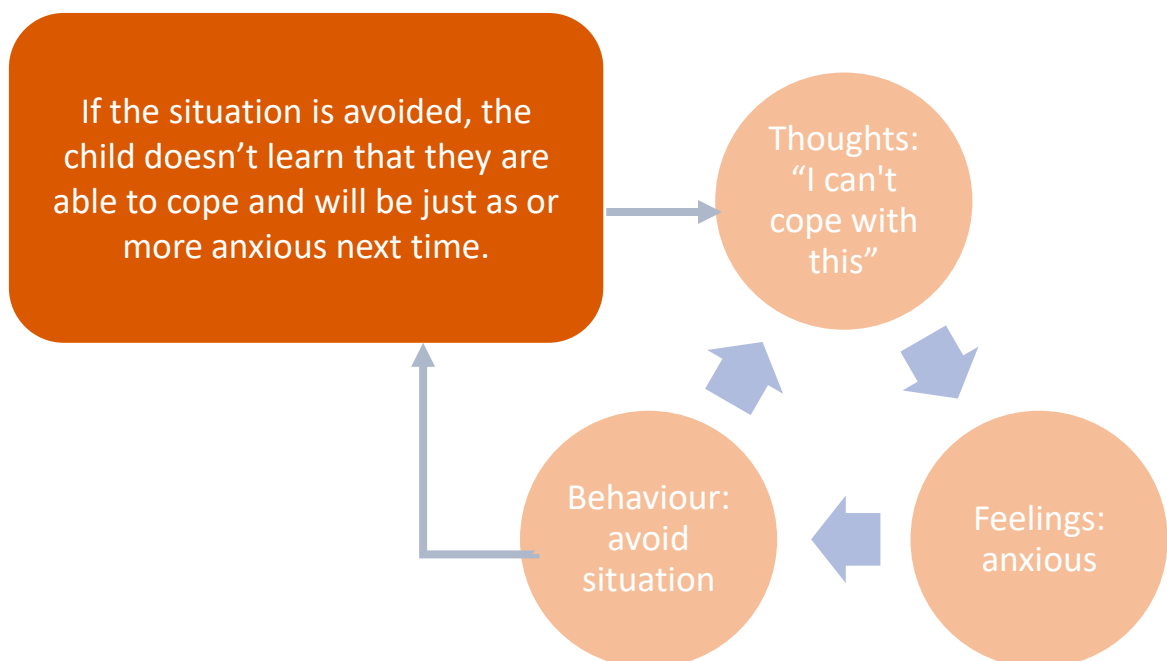 If the situation is avoided, the
child doesn’t learn that they are
able to cope and will be just as or
more anxious next time.
Thoughts:
“I can't
cope with
this”
Feelings:
anxious
Behaviour:
avoid
situation